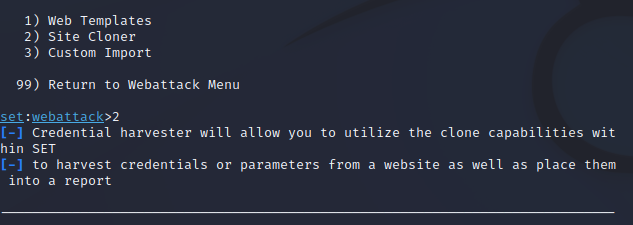 1) Web Templates
2) Site Cloner
3) Custom Import
99) Return to Webattack Menu
set:webattack>2
[-] Credential harvester will allow you to utilize the clone capabilities wit
hin SET
[-] to harvest credentials or parameters from a website as well as place them
into a report